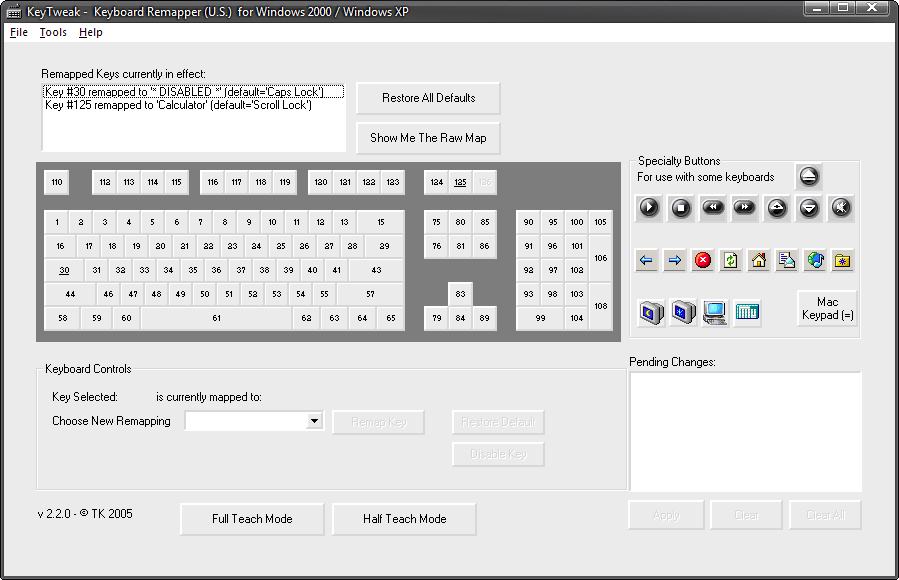 KeyTweak - Keyboard Remapper (U.S.) for Windows 2000 / Windows XP
File Tools Help
Remapped Keys currently in effect:
Key #30 remapped to '* DISABLED *' (default='Caps Lock')
Key #125 remapped to 'Calculator' (default='Scroll Lock')
Restore All Defaults
Show Me The Raw Map
110 112 113 114 115 116 117 118 119 120 121 122 123 124 125 126
1 2 3 4 5 6 7 8 9 10 11 12 13 15 75 80 85 90 95 100 105
16 17 18 19 20 21 22 23 24 25 26 27 28 29 76 81 86 91 96 101
106
30 31 32 33 34 35 36 37 38 39 40 41 43 92 97 102
44 46 47 48 49 50 51 52 53 54 55 57 83 93 98 103
108
58 59 60 61 62 63 64 65 79 84 89 99 104
Specialty Buttons
For use with some keyboards
Mac
Keypad (=)
Keyboard Controls
Key Selected: is currently mapped to:
Choose New Remapping
Remap Key
Restore Default
Disable Key
Pending Changes:
v 2.2.0 - © TK 2005
Full Teach Mode
Half Teach Mode
Apply
Clear
Clear All